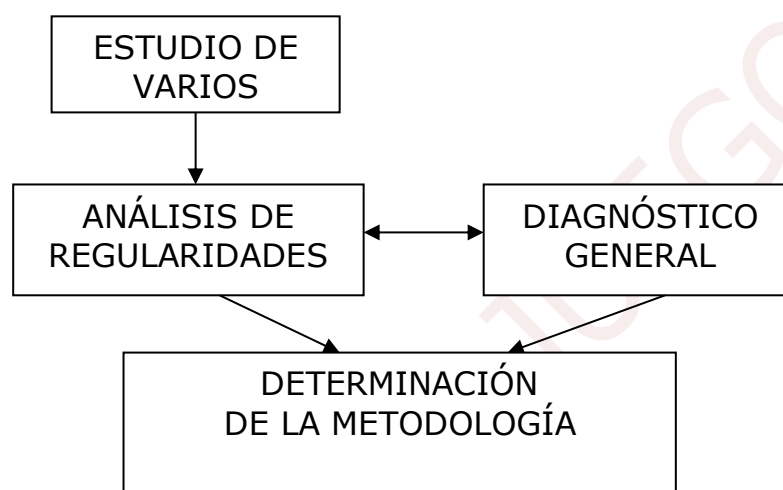 ESTUDIO DE
VARIOS
ANÁLISIS DE
REGULARIDADES
DIAGNÓSTICO
GENERAL
DETERMINACIÓN
DE LA METODOLOGÍA